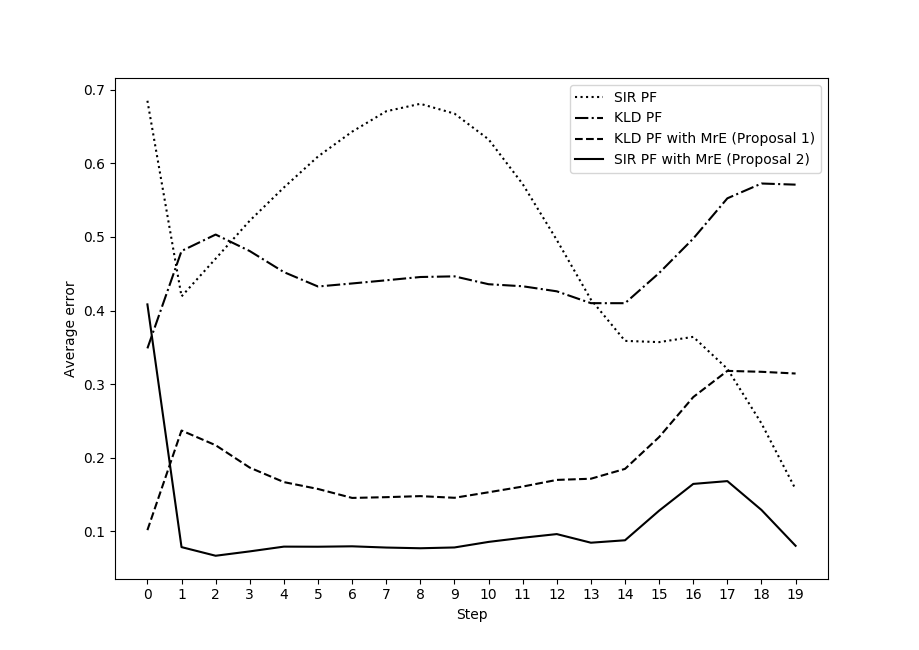 SIR PF
KLD PF
KLD PF with MrE (Proposal 1)
SIR PF with MrE (Proposal 2)
0.7
0.6
0.5
0.4
0.3
0.2
0.1
Average error
0 1 2 3 4 5 6 7 8 9 10 11 12 13 14 15 16 17 18 19
Step